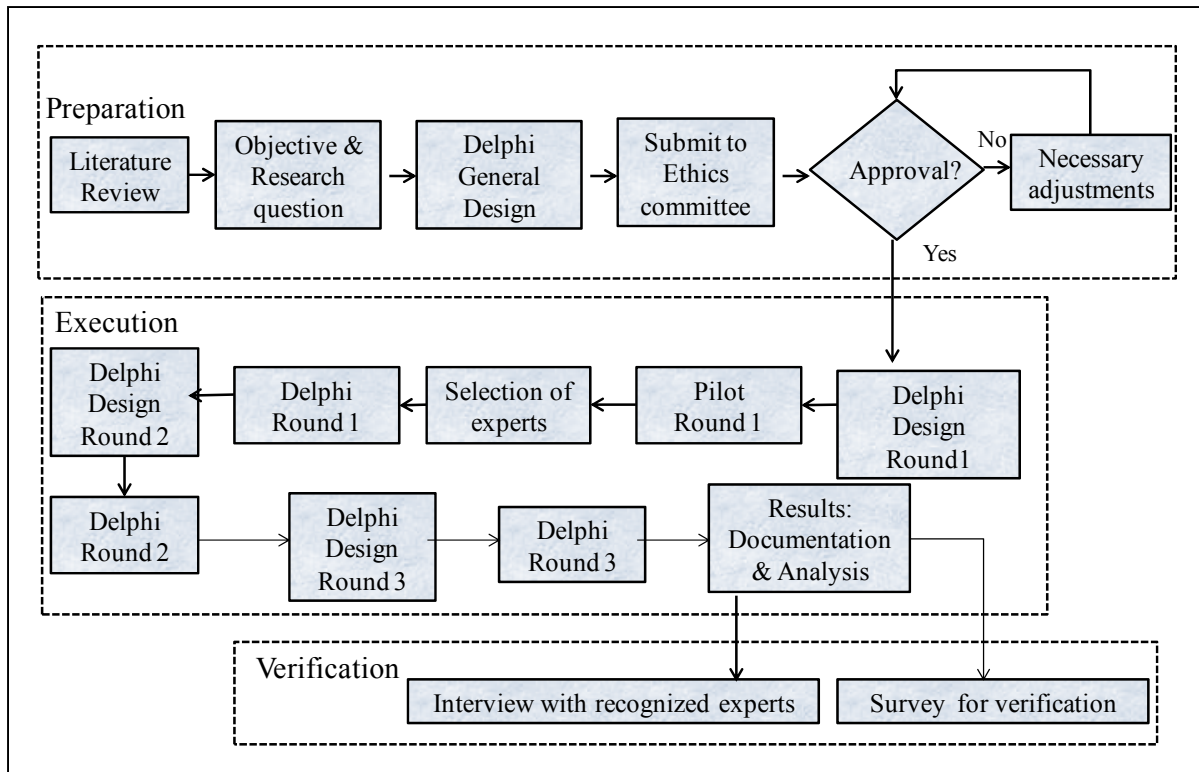 Preparation
Literature
Review
Objective &
Research
question
Delphi
General
Design
Submit to
Ethics
committee
Approval?
No
Necessary
adjustments
Yes
Execution
Delphi
Design
Round 2
Delphi
Round 1
Selection of
experts
Pilot
Round 1
Delphi
Design
Round1
Delphi
Round 2
Delphi
Design
Round 3
Delphi
Round 3
Results:
Documentation
& Analysis
Verification
Interview with recognized experts
Survey for verification